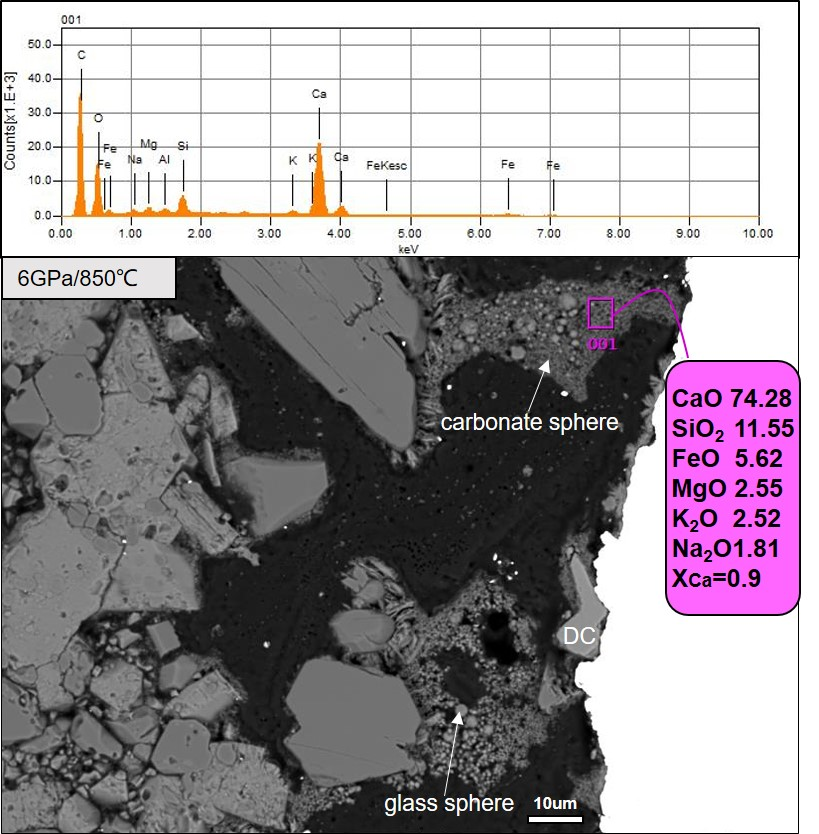 001
50.0
40.0
30.0
20.0
10.0
0.0
Counts[x1.E+3]
C
O
Fe
Fe
Na
Mg
Al
Si
K
K
Ca
Ca
FeKesc
Fe
Fe
0.00 1.00 2.00 3.00 4.00 5.00 6.00 7.00 8.00 9.00 10.00
keV
6GPa/850℃
001
carbonate sphere
CaO 74.28
SiO₂ 11.55
FeO 5.62
MgO 2.55
K₂O 2.52
Na₂O1.81
XCa=0.9
DC
glass sphere
10um